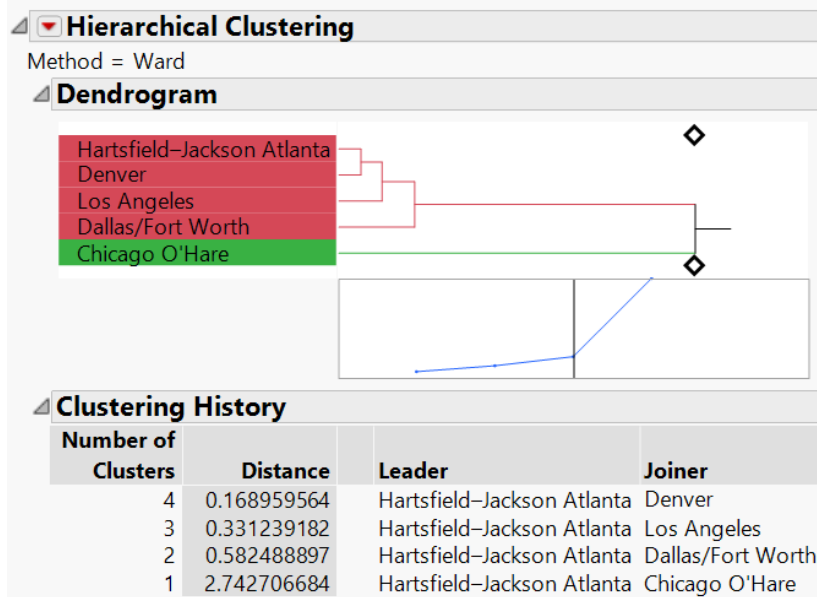 Hierarchical Clustering
Method = Ward
Dendrogram
Hartsfield–Jackson Atlanta
Denver
Los Angeles
Dallas/Fort Worth
Chicago O'Hare
Clustering History
Number of
Clusters Distance Leader Joiner
4 0.168959564 Hartsfield–Jackson Atlanta Denver
3 0.331239182 Hartsfield–Jackson Atlanta Los Angeles
2 0.582488897 Hartsfield–Jackson Atlanta Dallas/Fort Worth
1 2.742706684 Hartsfield–Jackson Atlanta Chicago O'Hare